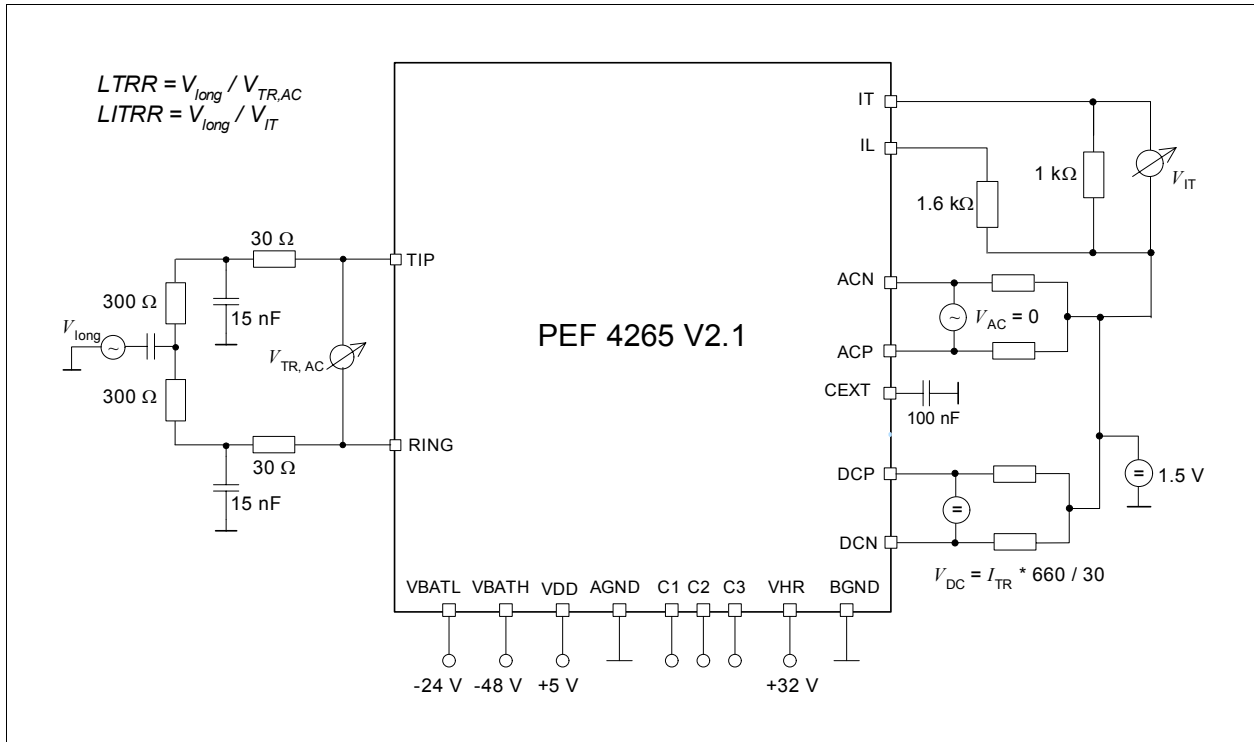 LTRR = Vlong / VTR,AC
LITRR = Vlong / VIT
IT
IL
1 kΩ
VIT
1.6 kΩ
30 Ω
TIP
ACN
300 Ω
15 nF
Vlong
~
VTR, AC
PEF 4265 V2.1
~
VAC = 0
ACP
300 Ω
CEXT
100 nF
RING
30 Ω
DCP
=
=
1.5 V
15 nF
DCN
VDC = ITR * 660 / 30
VBATL VBATH VDD AGND C1 C2 C3 VHR BGND
-24 V -48 V +5 V +32 V